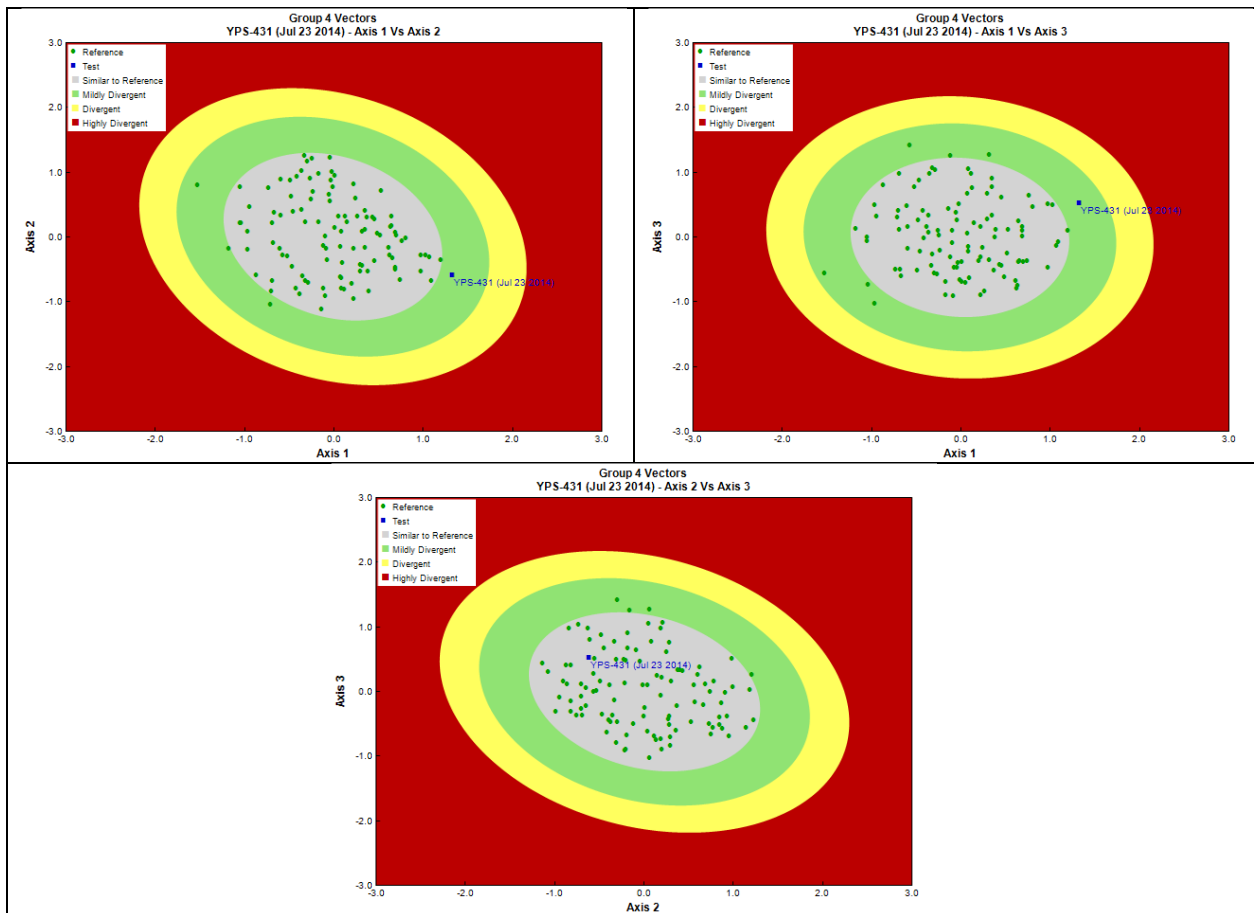 Group 4 Vectors
YPS-431 (Jul 23 2014) - Axis 1 Vs Axis 2
3.0
Reference
Test
Similar to Reference
Mildly Divergent
Divergent
Highly Divergent
2.0
1.0
Axis 2
0.0
YPS-431 (Jul 23 2014)
-1.0
-2.0
-3.0
-3.0 -2.0 -1.0 0.0 1.0 2.0 3.0
Axis 1
Group 4 Vectors
YPS-431 (Jul 23 2014) - Axis 1 Vs Axis 3
3.0
Reference
Test
Similar to Reference
Mildly Divergent
Divergent
Highly Divergent
2.0
1.0
YPS-431 (Jul 23 2014)
Axis 3
0.0
-1.0
-2.0
-3.0
-3.0 -2.0 -1.0 0.0 1.0 2.0 3.0
Axis 1
Group 4 Vectors
YPS-431 (Jul 23 2014) - Axis 2 Vs Axis 3
3.0
Reference
Test
Similar to Reference
Mildly Divergent
Divergent
Highly Divergent
2.0
1.0
YPS-431 (Jul 23 2014)
Axis 3
0.0
-1.0
-2.0
-3.0
-3.0 -2.0 -1.0 0.0 1.0 2.0 3.0
Axis 2